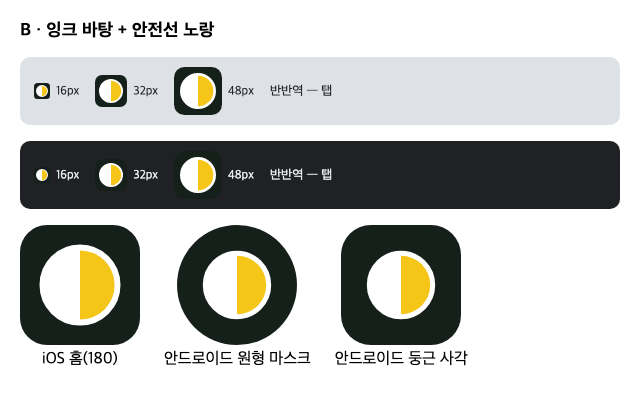 B · 잉크 바탕 + 안전선 노랑
16px 32px 48px 반반역 — 탭
16px 32px 48px 반반역 — 탭
iOS 홈(180) 안드로이드 원형 마스크 안드로이드 둥근 사각